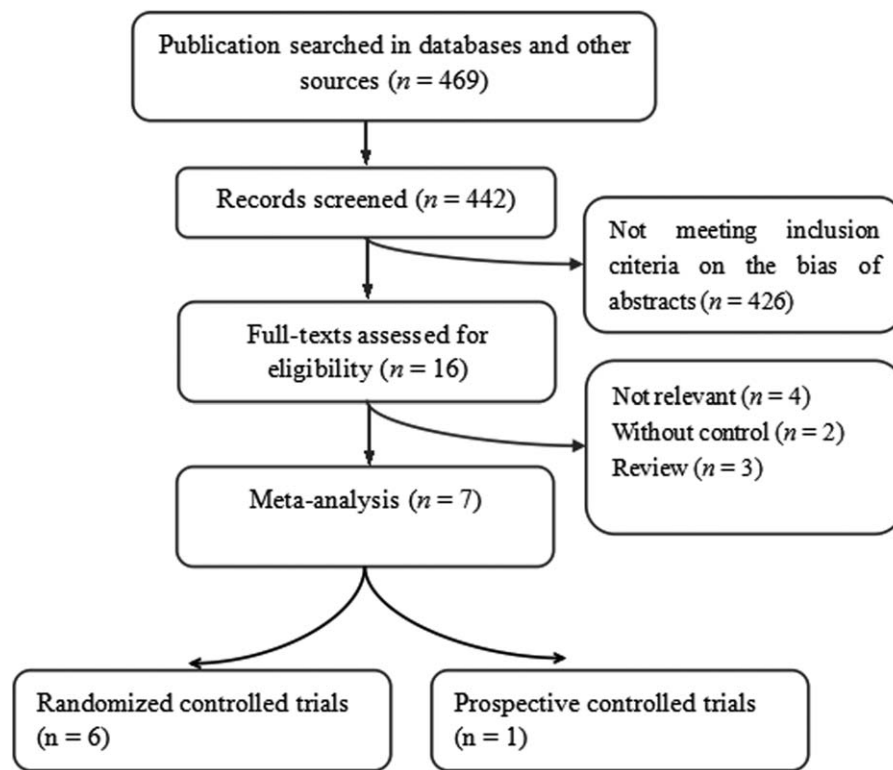 Publication searched in databases and other
sources (n = 469)
Records screened (n = 442)
Not meeting inclusion
criteria on the bias of
abstracts (n = 426)
Full-texts assessed for
eligibility (n = 16)
Not relevant (n = 4)
Without control (n = 2)
Review (n = 3)
Meta-analysis (n = 7)
Randomized controlled trials
(n = 6)
Prospective controlled trials
(n = 1)